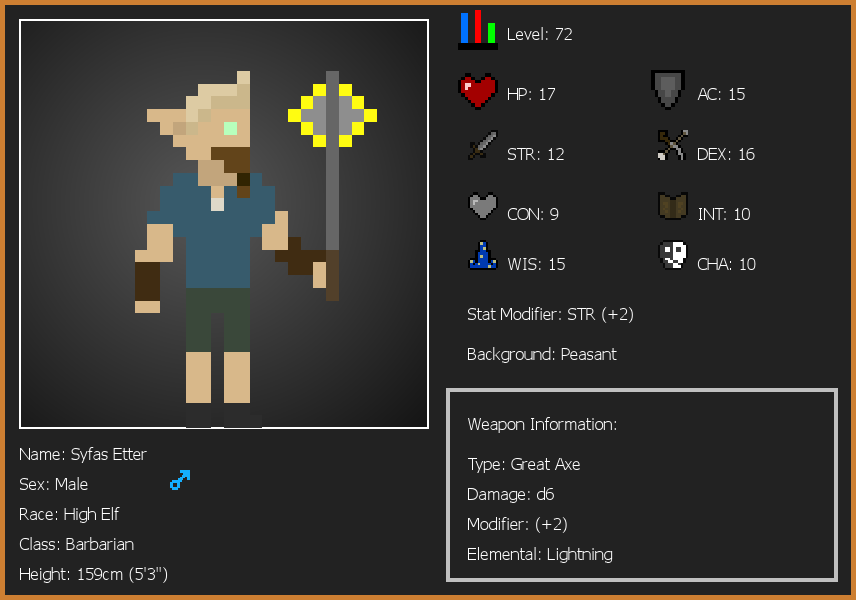 Level: 72
HP: 17
AC: 15
STR: 12
DEX: 16
CON: 9
INT: 10
WIS: 15
CHA: 10
Stat Modifier: STR (+2)
Background: Peasant
Weapon Information:
Type: Great Axe
Damage: d6
Modifier: (+2)
Elemental: Lightning
Name: Syfas Etter
Sex: Male
Race: High Elf
Class: Barbarian
Height: 159cm (5'3")